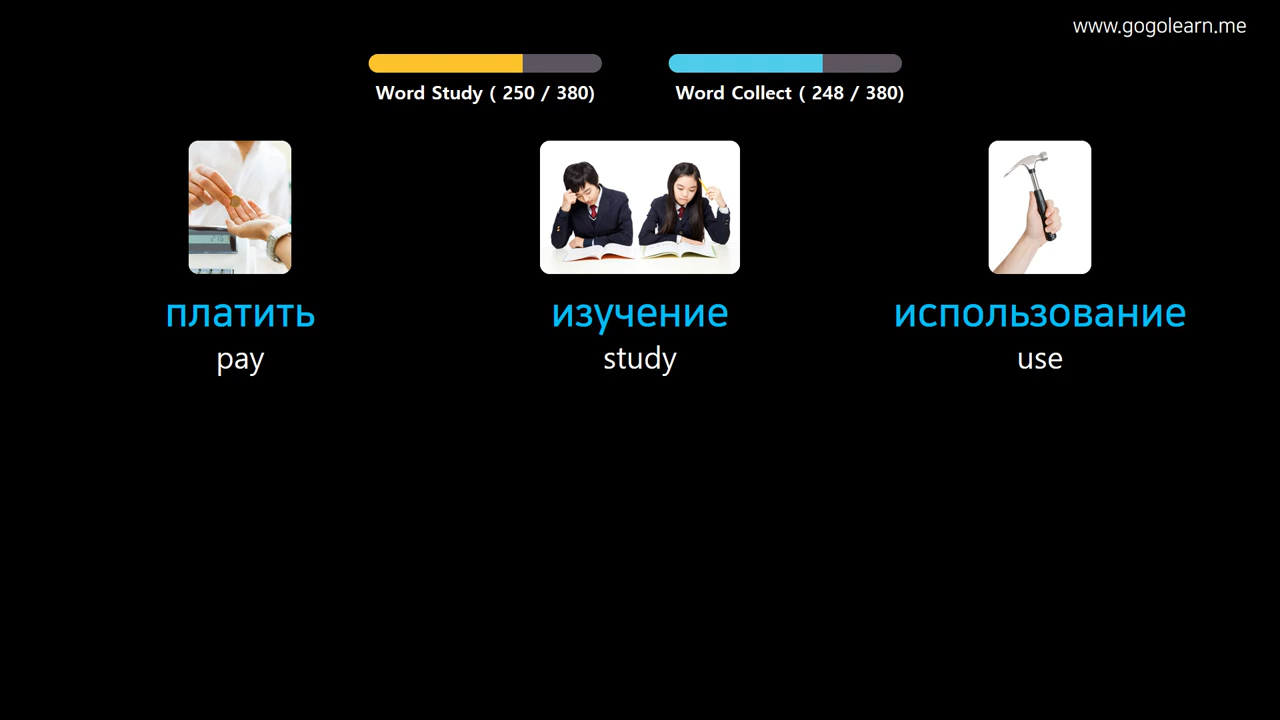 www.gogolearn.me
Word Study ( 250 / 380)
Word Collect ( 248 / 380)
платить
pay
изучение
study
использование
use